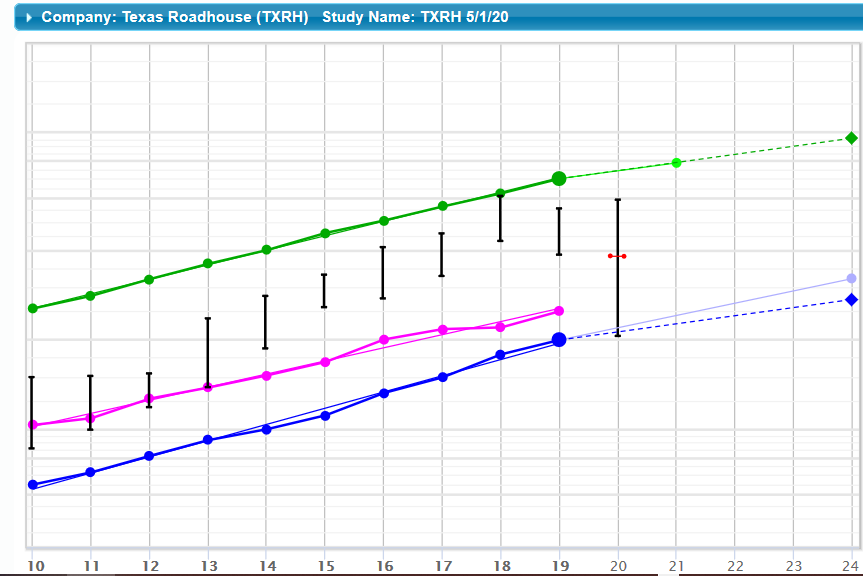 Company: Texas Roadhouse (TXRH) Study Name: TXRH 5/1/20
10 11 12 13 14 15 16 17 18 19 20 21 22 23 24